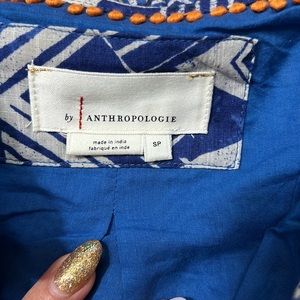 by ANTHROPOLOGIE
made in india
fabriqué en inde
SP